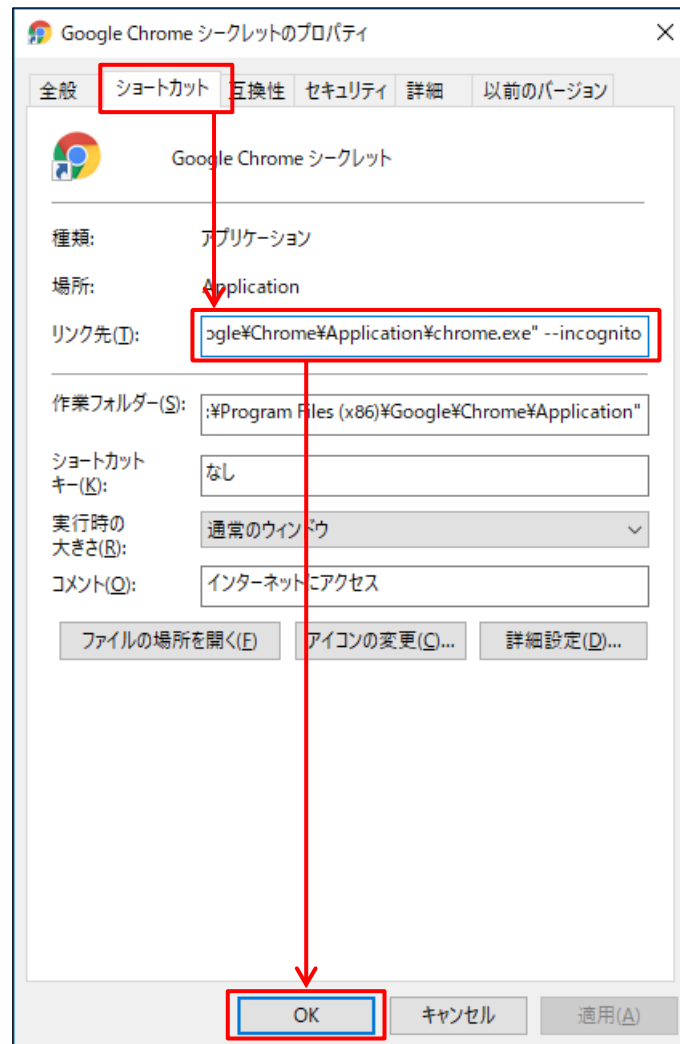 Google Chrome シークレットのプロパティ
全般 ショートカット 互換性 セキュリティ 詳細 以前のバージョン
Google Chrome シークレット
種類: アプリケーション
場所: Application
リンク先(T): ogle¥Chrome¥Application¥chrome.exe" --incognito
作業フォルダー(S): :¥Program Files (x86)¥Google¥Chrome¥Application"
ショートカット
キー(K): なし
実行時の
大きさ(R): 通常のウィンドウ
コメント(O): インターネットにアクセス
ファイルの場所を開く(F) アイコンの変更(C)... 詳細設定(D)...
OK キャンセル 適用(A)